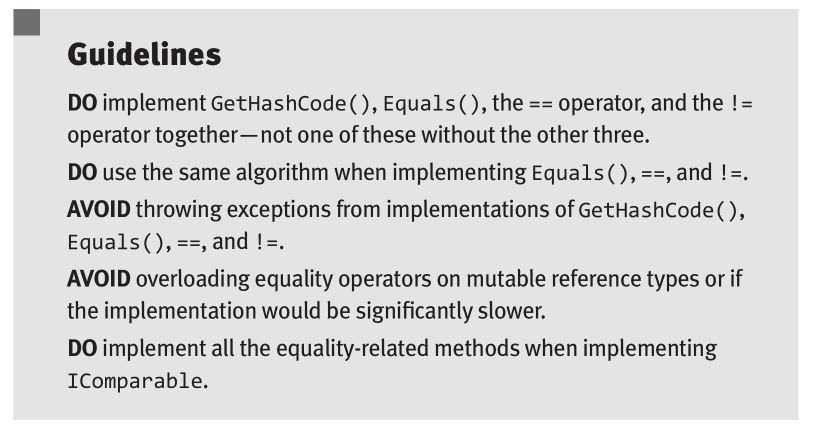 Guidelines
DO implement GetHashCode(), Equals(), the == operator, and the !=
operator together—not one of these without the other three.
DO use the same algorithm when implementing Equals(), ==, and !=.
AVOID throwing exceptions from implementations of GetHashCode(),
Equals(), ==, and !=.
AVOID overloading equality operators on mutable reference types or if
the implementation would be significantly slower.
DO implement all the equality-related methods when implementing
IComparable.